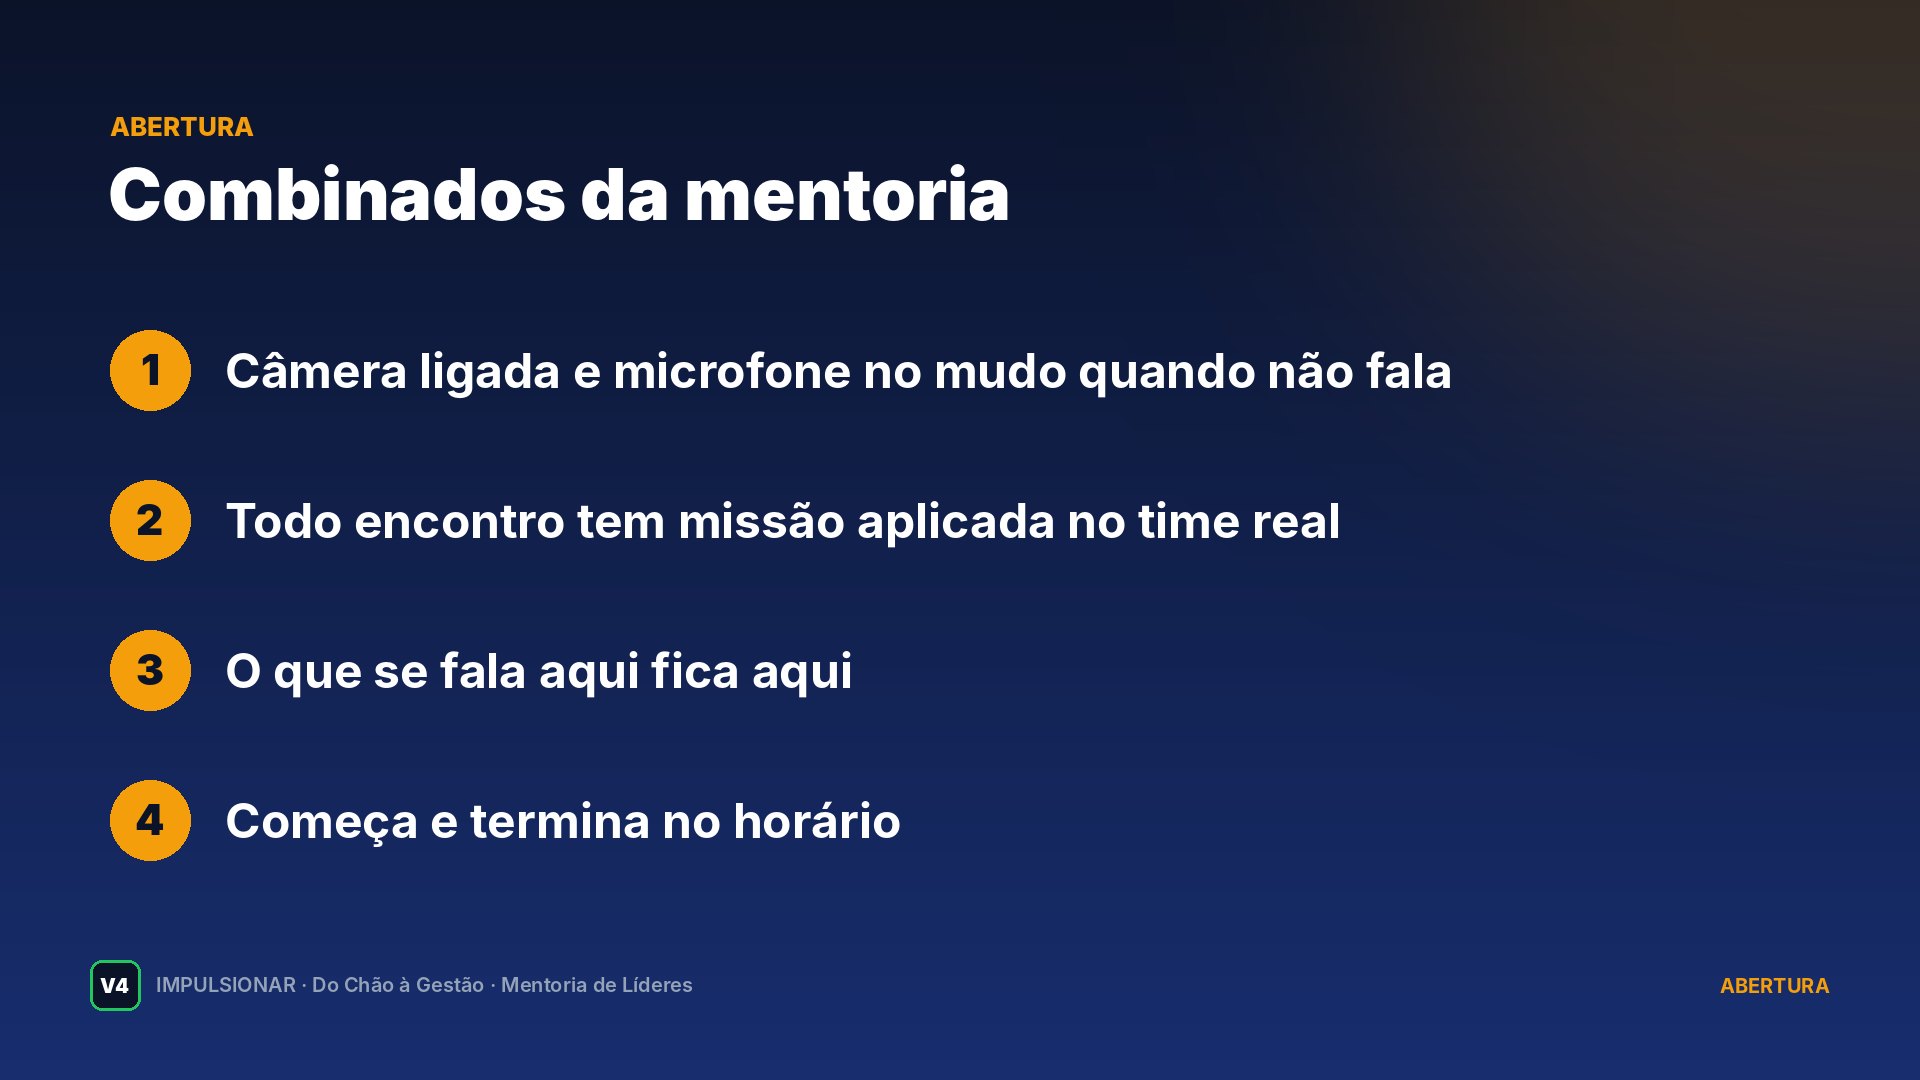 ABERTURA
Combinados da mentoria
1 Câmera ligada e microfone no mudo quando não fala
2 Todo encontro tem missão aplicada no time real
3 O que se fala aqui fica aqui
4 Começa e termina no horário
V4 IMPULSIONAR · Do Chão à Gestão · Mentoria de Líderes
ABERTURA